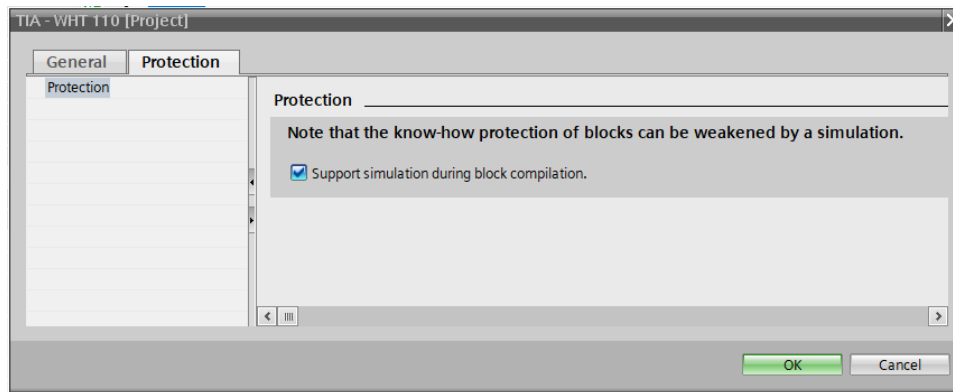 TIA - WHT 110 [Project]
General
Protection
Protection
Protection
Note that the know-how protection of blocks can be weakened by a simulation.
Support simulation during block compilation.
OK
Cancel